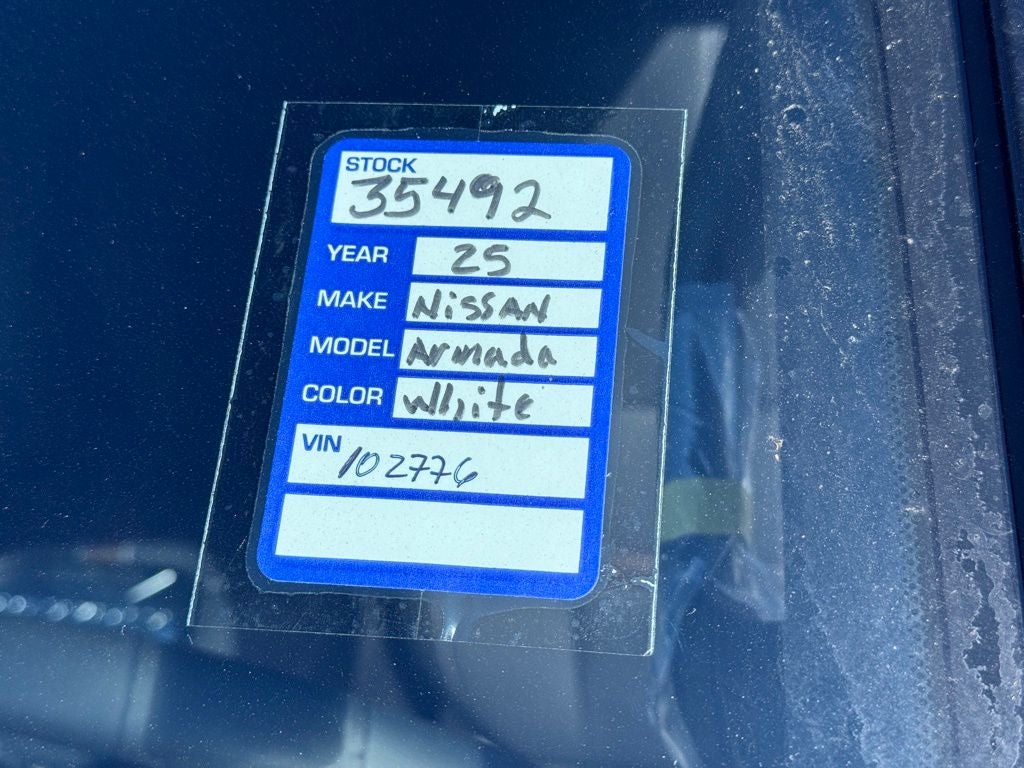 STOCK
35492
YEAR 25
MAKE NissAN
MODEL Armada
COLOR White
VIN 102776